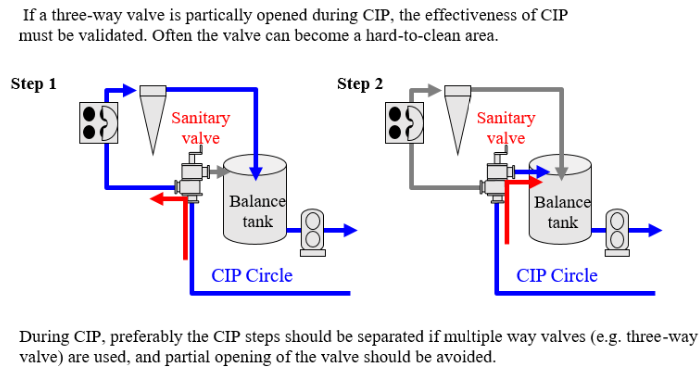 If a three-way valve is partically opened during CIP, the effectiveness of CIP
must be validated. Often the valve can become a hard-to-clean area.
Step 1
Sanitary
valve
Balance
tank
CIP Circle
Step 2
Sanitary
valve
Balance
tank
CIP Circle
During CIP, preferably the CIP steps should be separated if multiple way valves (e.g. three-way
valve) are used, and partial opening of the valve should be avoided.